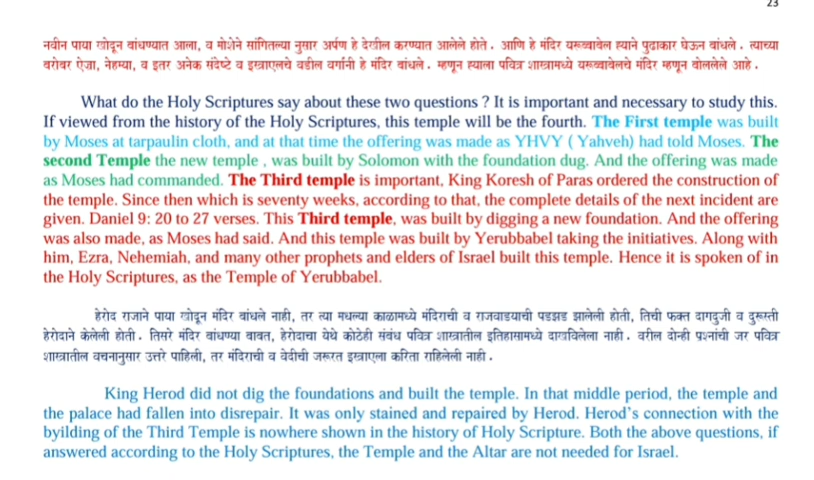 23
नवीन पाया खोदून बांधण्यात आला, व मोशेने सांगितल्या नुसार अर्पण हे देखील करण्यात आलेले होते. आणि हे मंदिर यरूब्बाबेल ह्याने पुढाकार घेऊन बांधले. त्याच्या
बरोबर ऐज्रा, नेहम्या, व इतर अनेक संदेष्टे व इस्त्राएलचे वडील वर्गानी हे मंदिर बांधले. म्हणून ह्याला पवित्र शास्त्रामध्ये यरूब्बाबेलचे मंदिर म्हणून बोललेले आहे.
What do the Holy Scriptures say about these two questions ? It is important and necessary to study this.
If viewed from the history of the Holy Scriptures, this temple will be the fourth. The First temple was built
by Moses at tarpaulin cloth, and at that time the offering was made as YHVY ( Yahveh) had told Moses. The
second Temple the new temple , was built by Solomon with the foundation dug. And the offering was made
as Moses had commanded. The Third temple is important, King Koresh of Paras ordered the construction of
the temple. Since then which is seventy weeks, according to that, the complete details of the next incident are
given. Daniel 9: 20 to 27 verses. This Third temple, was built by digging a new foundation. And the offering
was also made, as Moses had said. And this temple was built by Yerubbabel taking the initiatives. Along with
him, Ezra, Nehemiah, and many other prophets and elders of Israel built this temple. Hence it is spoken of in
the Holy Scriptures, as the Temple of Yerubbabel.
हेरोद राजाने पाया खोदून मंदिर बांधले नाही, तर त्या मधल्या काळामध्ये मंदिराची व राजवाडयाची पडझड झालेली होती, तिची फक्त दागदुजी व दुरूस्ती
हेरोदाने केलेली होती. तिसरे मंदिर बांधण्या बाबत, हेरोदाचा येथे कोठेही संबंध पवित्र शास्त्रातील इतिहासामध्ये दाखविलेला नाही. वरील दोन्ही प्रश्नांची जर पवित्र
शास्त्रातील वचनानुसार उत्तरे पाहिली, तर मंदिराची व वेदीची जरूरत इस्त्राएला करिता राहिलेली नाही.
King Herod did not dig the foundations and built the temple. In that middle period, the temple and
the palace had fallen into disrepair. It was only stained and repaired by Herod. Herod's connection with the
byilding of the Third Temple is nowhere shown in the history of Holy Scripture. Both the above questions, if
answered according to the Holy Scriptures, the Temple and the Altar are not needed for Israel.